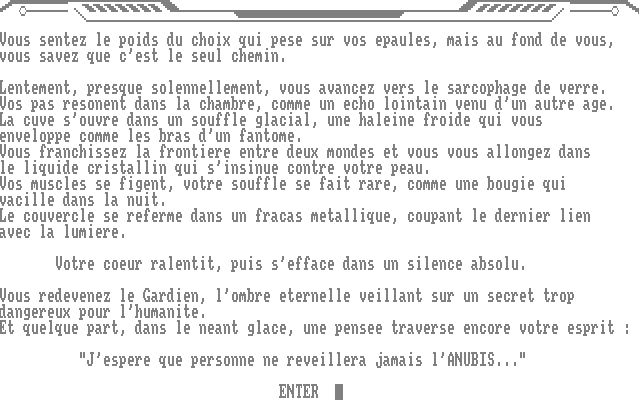 Vous sentez le poids du choix qui pese sur vos epaules, mais au fond de vous,
vous savez que c'est le seul chemin.
Lentement, presque solennellement, vous avancez vers le sarcophage de verre.
Vos pas resonent dans la chambre, comme un echo lointain venu d'un autre age.
La cuve s'ouvre dans un souffle glacial, une haleine froide qui vous
enveloppe comme les bras d'un fantome.
Vous franchissez la frontiere entre deux mondes et vous vous allongez dans
le liquide cristallin qui s'insinue contre votre peau.
Vos muscles se figent, votre souffle se fait rare, comme une bougie qui
vacille dans la nuit.
Le couvercle se referme dans un fracas metallique, coupant le dernier lien
avec la lumiere.
Votre coeur ralentit, puis s'efface dans un silence absolu.
Vous redevenez le Gardien, l'ombre eternelle veillant sur un secret trop
dangereux pour l'humanite.
Et quelque part, dans le neant glace, une pensee traverse encore votre esprit :
"J'espere que personne ne reveillera jamais l'ANUBIS..."
ENTER